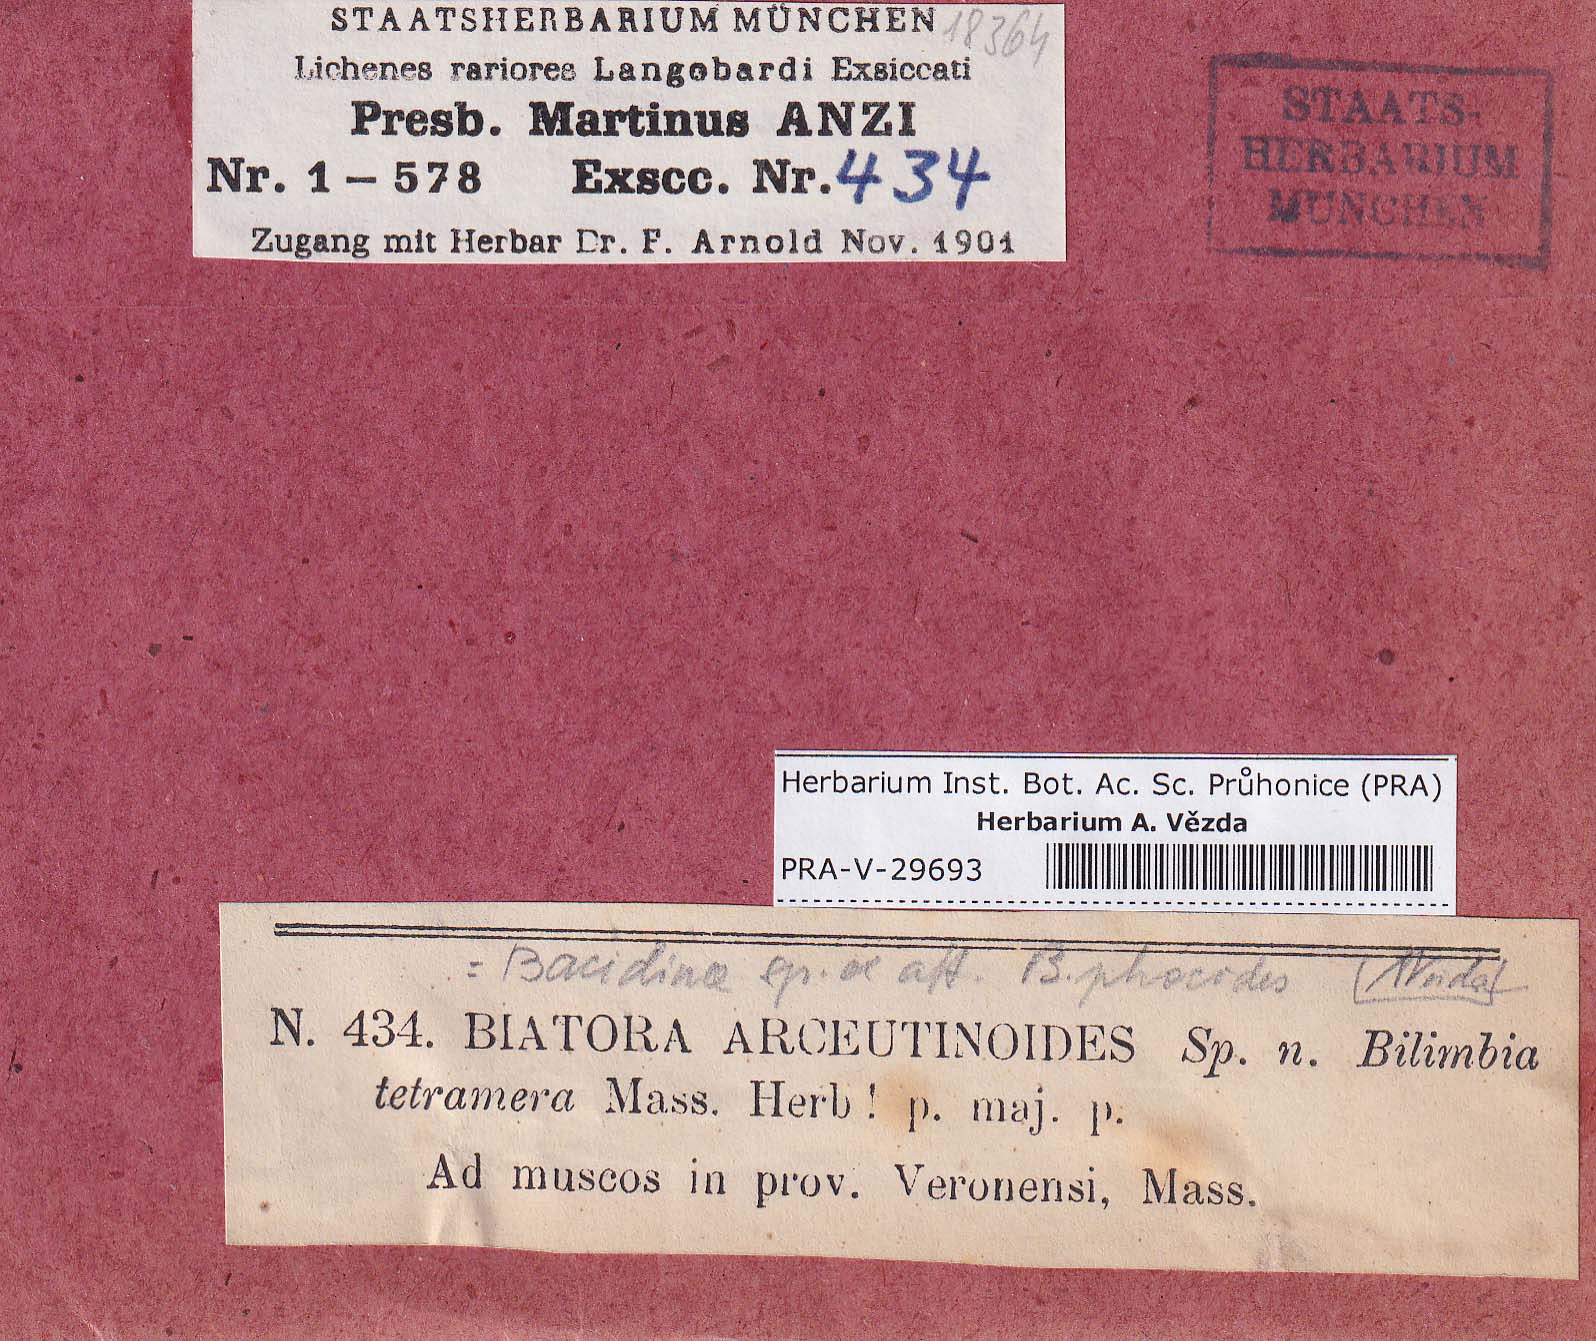 STAATSHERBARIUM MÜNCHEN 18364
Lichenes rariores Langobardi Exsiccati
Presb. Martinus ANZI
Nr. 1 – 578 Exscc. Nr. 434
Zugang mit Herbar Dr. F. Arnold Nov. 1901
STAATS-
HERBARIUM
MÜNCHEN
Herbarium Inst. Bot. Ac. Sc. Průhonice (PRA)
Herbarium A. Vězda
PRA-V-29693
= Bacidina sp. aff. B. phacodes (A Vězda)
N. 434. BIATORA ARCEUTINOIDES Sp. n. Bilimbia
tetramera Mass. Herb! p. maj. p.
Ad muscos in prov. Veronensi, Mass.